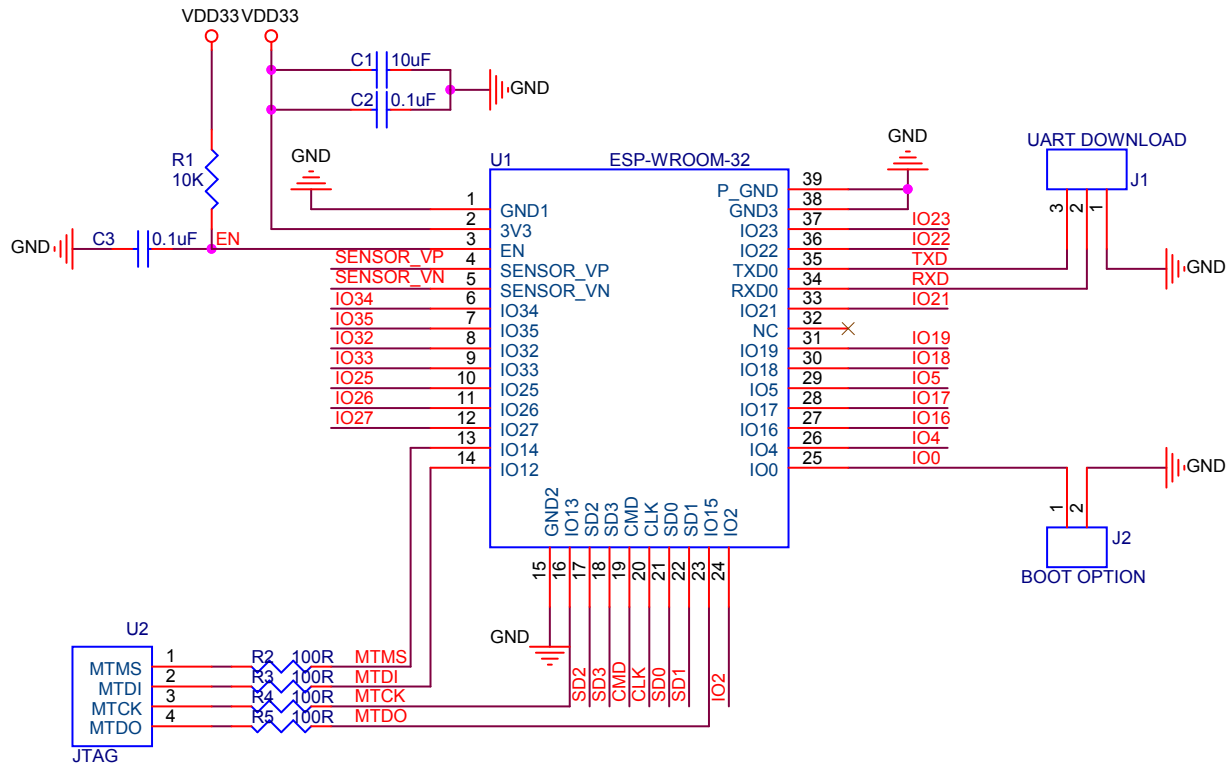 VDD33 VDD33
C1 10uF
GND
C2 0.1uF
R1
10K
GND
C3 0.1uF
EN
GND
U1 ESP-WROOM-32
1 GND1
2 3V3
3 EN
SENSOR_VP 4 SENSOR_VP
SENSOR_VN 5 SENSOR_VN
IO34 6 IO34
IO35 7 IO35
IO32 8 IO32
IO33 9 IO33
IO25 10 IO25
IO26 11 IO26
IO27 12 IO27
13 IO14
14 IO12
GND
P_GND 39
GND3 38
IO23 37 IO23
IO22 36 IO22
TXD0 35 TXD
RXD0 34 RXD
IO21 33 IO21
NC 32
IO19 31 IO19
IO18 30 IO18
IO5 29 IO5
IO17 28 IO17
IO16 27 IO16
IO4 26 IO4
IO0 25 IO0
UART DOWNLOAD
J1
3 2 1
GND
GND
1 2
J2
BOOT OPTION
GND2 IO13 SD2 SD3 CMD CLK SD0 SD1 IO15 IO2
15 16 17 18 19 20 21 22 23 24
GND
SD2 SD3 CMD CLK SD0 SD1 IO2
U2
MTMS 1 R2 100R MTMS
MTDI 2 R3 100R MTDI
MTCK 3 R4 100R MTCK
MTDO 4 R5 100R MTDO
JTAG